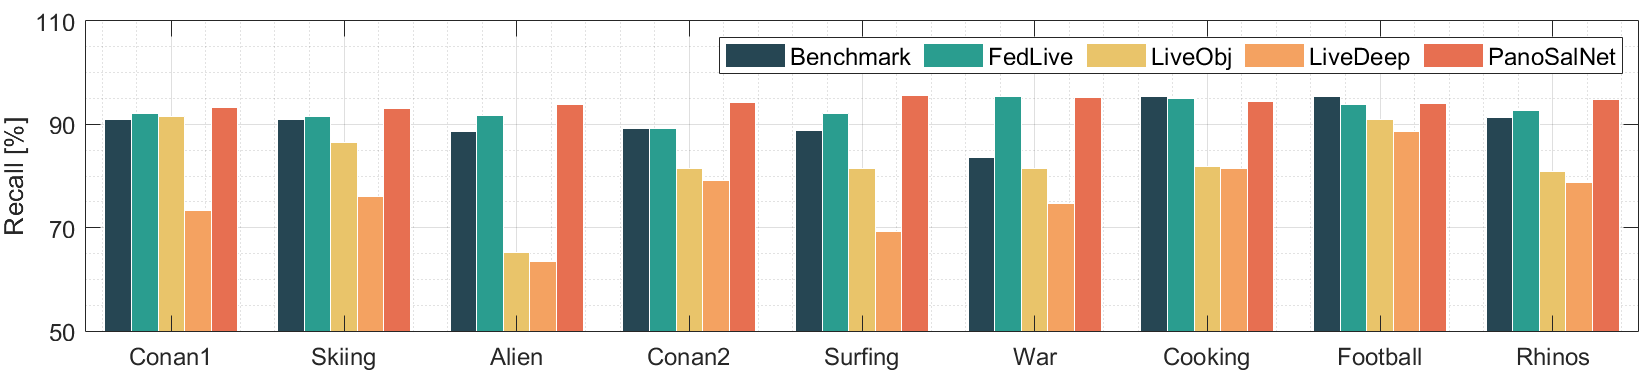 110
Benchmark FedLive LiveObj LiveDeep PanoSalNet
90
Recall [%]
70
50
Conan1 Skiing Alien Conan2 Surfing War Cooking Football Rhinos